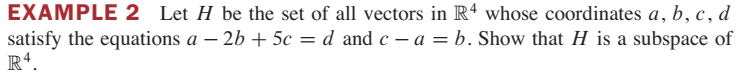 EXAMPLE 2 Let H be the set of all vectors in ℝ⁴ whose coordinates a, b, c, d
satisfy the equations a − 2b + 5c = d and c − a = b. Show that H is a subspace of
ℝ⁴.